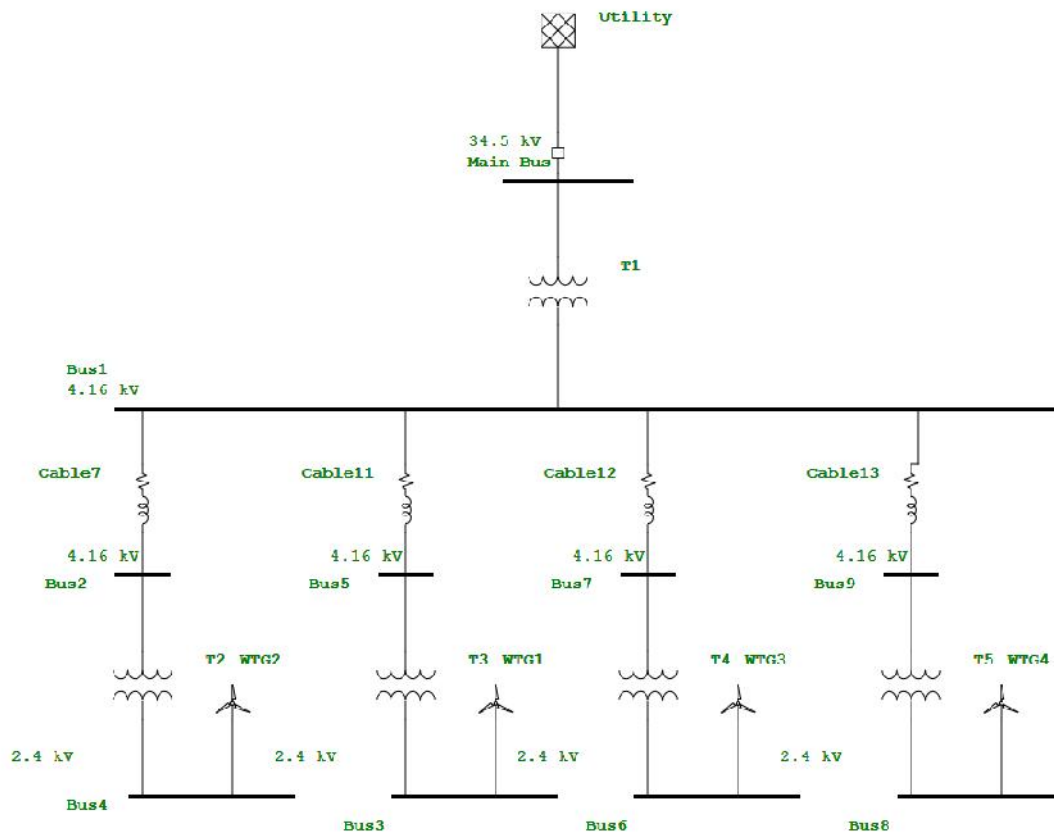 Utility
34.5 kV
Main Bus
T1
Bus1
4.16 kV
Cable7
Cable11
Cable12
Cable13
4.16 kV
4.16 kV
4.16 kV
4.16 kV
Bus2
Bus5
Bus7
Bus9
T2 WTG2
T3 WTG1
T4 WTG3
T5 WTG4
2.4 kV
2.4 kV
2.4 kV
2.4 kV
Bus4
Bus3
Bus6
Bus8